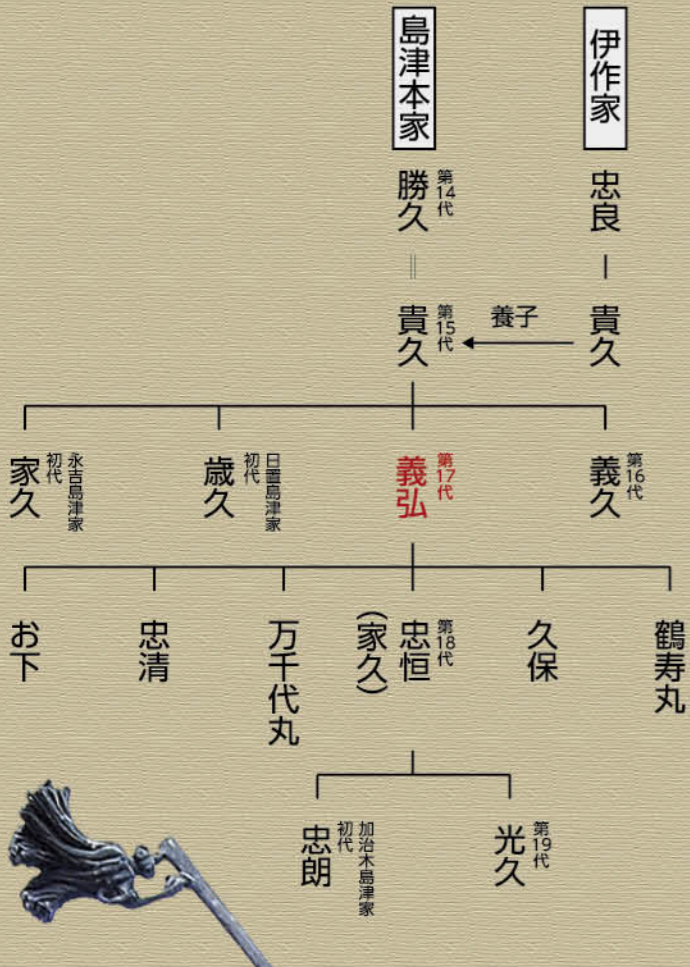 伊作家
忠良
貴久
養子
島津本家
第14代
勝久
第15代
貴久
第16代
義久
第17代
義弘
日置島津家
初代
歳久
永吉島津家
初代
家久
鶴寿丸
久保
第18代
忠恒
（家久）
万千代丸
忠清
お下
第19代
光久
加治木島津家
初代
忠朗